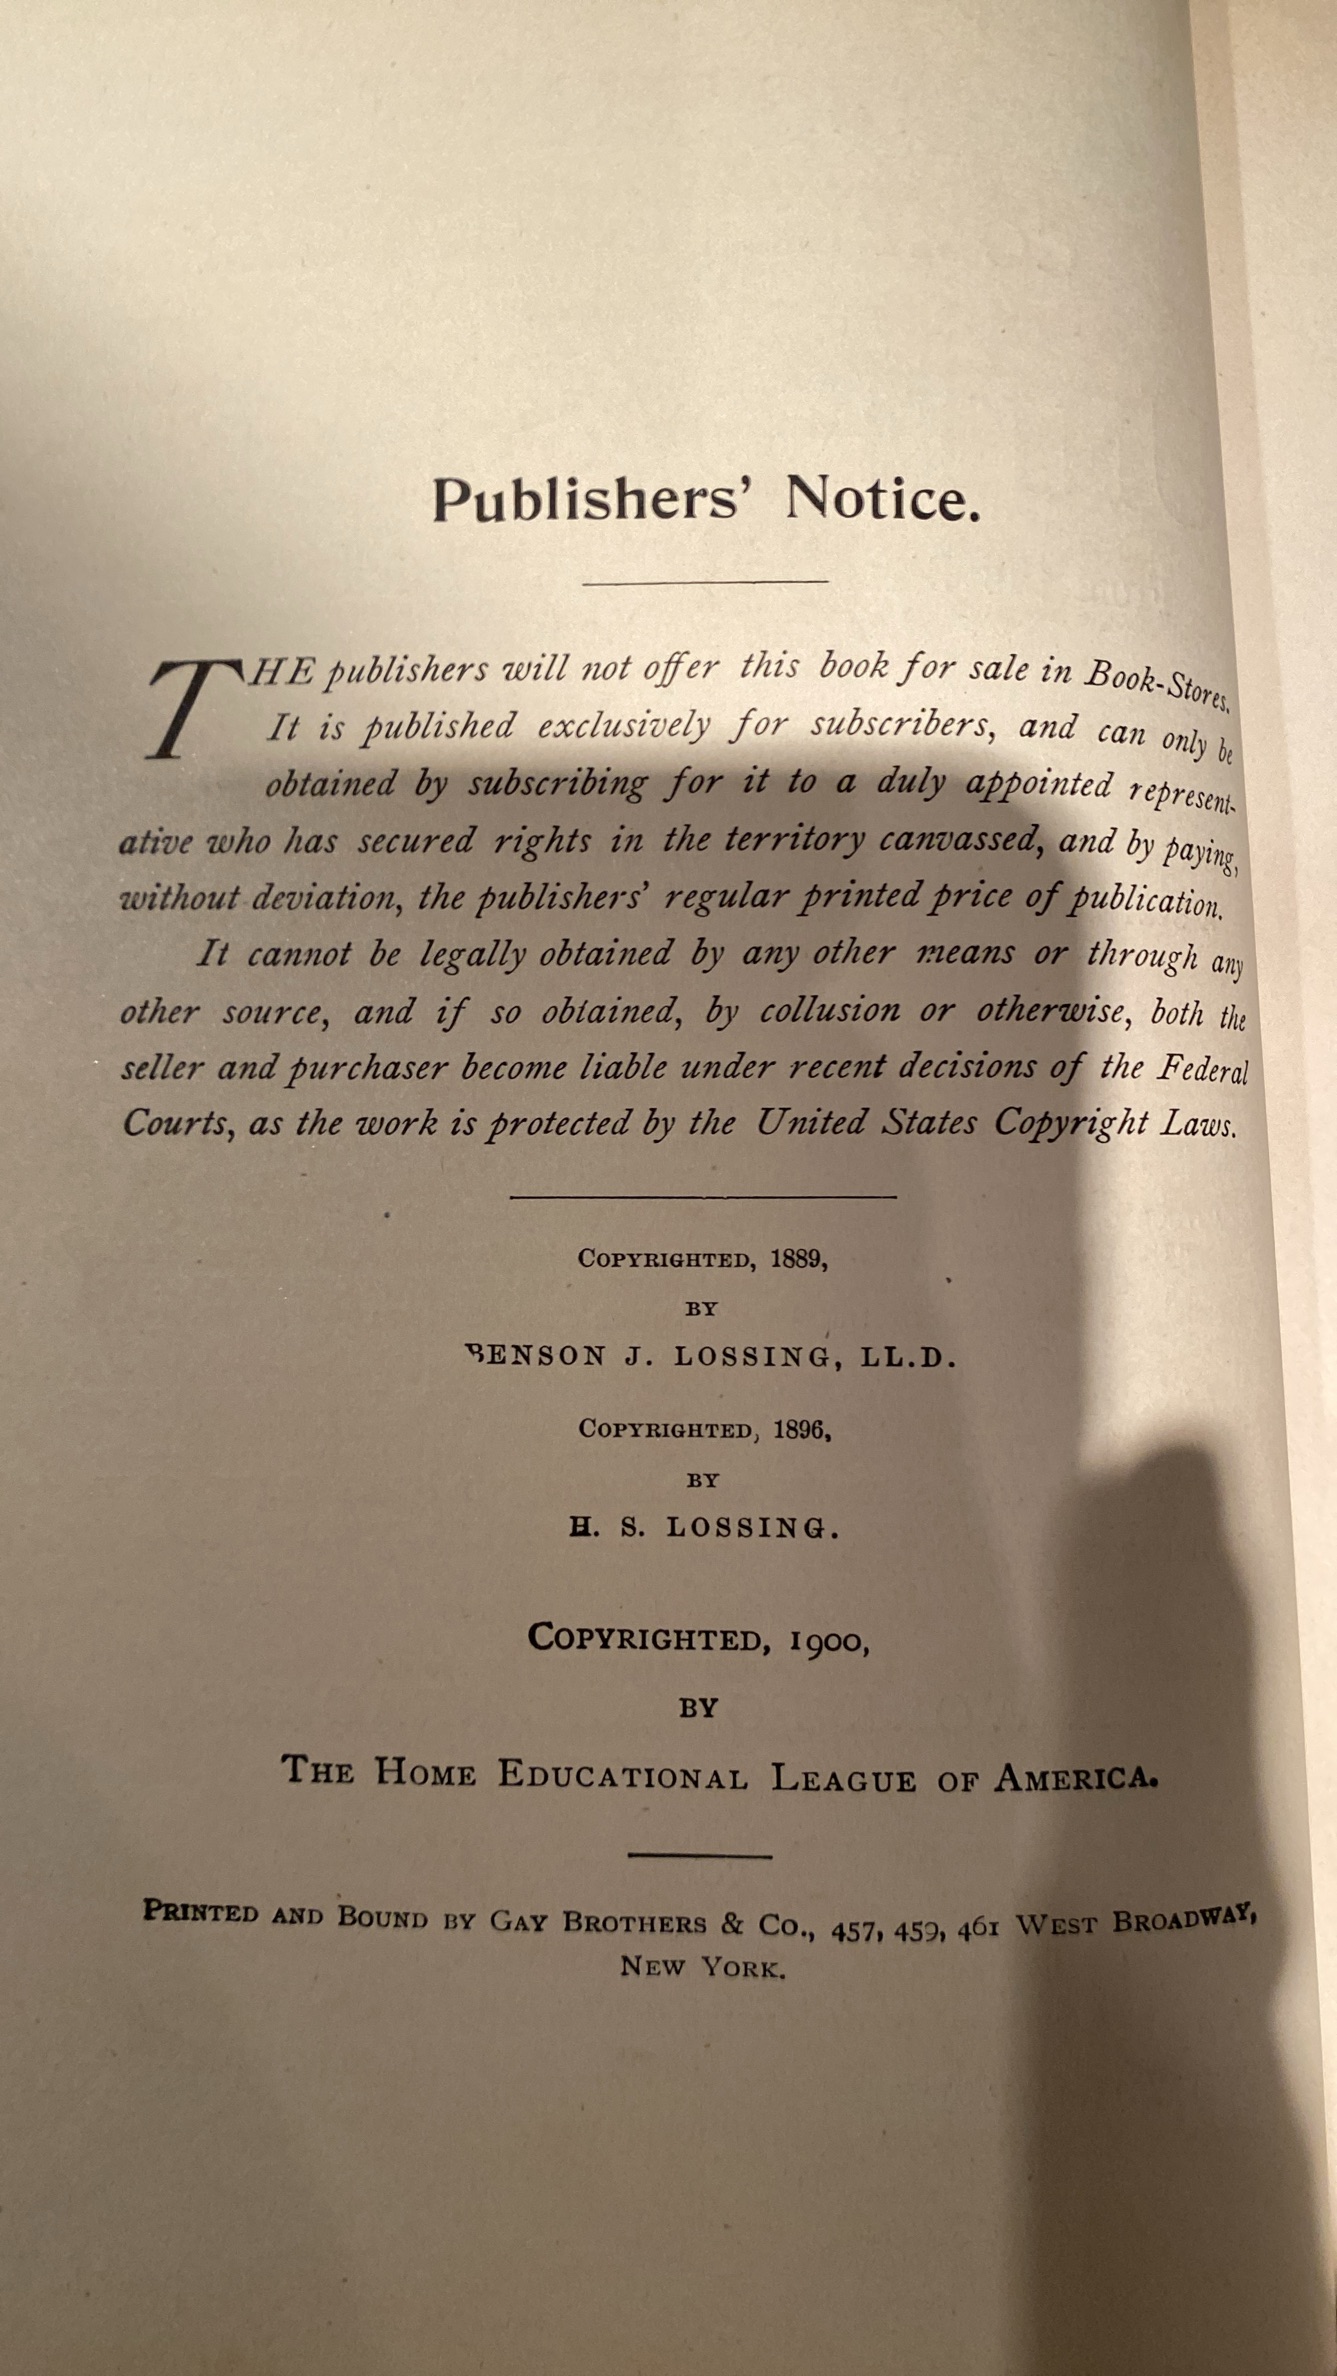 Publishers' Notice.
THE publishers will not offer this book for sale in Book-Stores.
It is published exclusively for subscribers, and can only be
obtained by subscribing for it to a duly appointed represent-
ative who has secured rights in the territory canvassed, and by paying,
without deviation, the publishers' regular printed price of publication.
It cannot be legally obtained by any other means or through any
other source, and if so obtained, by collusion or otherwise, both the
seller and purchaser become liable under recent decisions of the Federal
Courts, as the work is protected by the United States Copyright Laws.
COPYRIGHTED, 1889,
BY
BENSON J. LOSSING, LL.D.
COPYRIGHTED, 1896,
BY
H. S. LOSSING.
COPYRIGHTED, 1900,
BY
THE HOME EDUCATIONAL LEAGUE OF AMERICA.
PRINTED AND BOUND BY GAY BROTHERS & CO., 457, 459, 461 WEST BROADWAY,
NEW YORK.